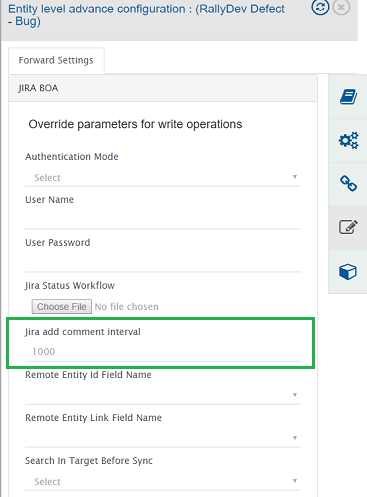 Entity level advance configuration : (RallyDev Defect
- Bug)
Forward Settings
JIRA BOA
Override parameters for write operations
Authentication Mode
Select
User Name
User Password
Jira Status Workflow
Choose File No file chosen
Jira add comment interval
1000
Remote Entity Id Field Name
Remote Entity Link Field Name
Search In Target Before Sync
Select